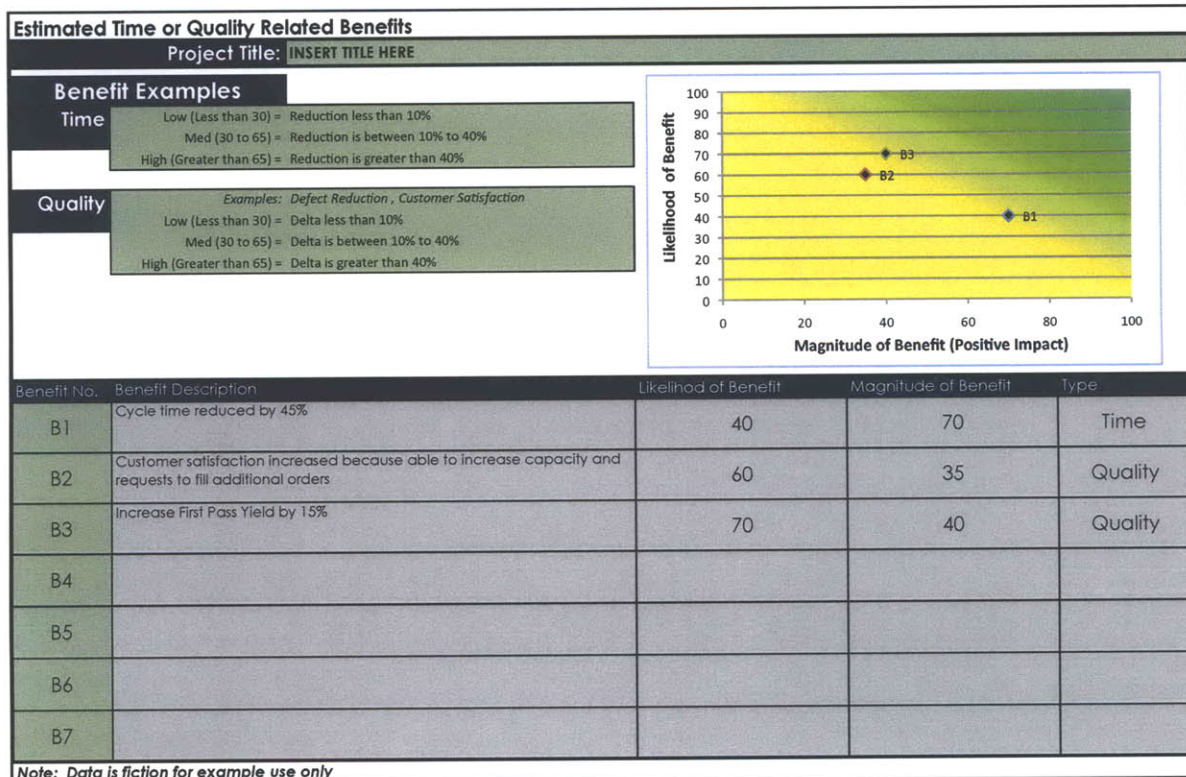 Estimated Time or Quality Related Benefits
Project Title: INSERT TITLE HERE
Benefit Examples
Time
Low (Less than 30) = Reduction less than 10%
Med (30 to 65) = Reduction is between 10% to 40%
High (Greater than 65) = Reduction is greater than 40%
Quality
Examples: Defect Reduction , Customer Satisfaction
Low (Less than 30) = Delta less than 10%
Med (30 to 65) = Delta is between 10% to 40%
High (Greater than 65) = Delta is greater than 40%
Likelihood of Benefit
100
90
80
70
60
50
40
30
20
10
0
B3
B2
B1
0 20 40 60 80 100
Magnitude of Benefit (Positive Impact)
Benefit No. Benefit Description Likelihod of Benefit Magnitude of Benefit Type
B1 Cycle time reduced by 45% 40 70 Time
B2 Customer satisfaction increased because able to increase capacity and
requests to fill additional orders 60 35 Quality
B3 Increase First Pass Yield by 15% 70 40 Quality
B4
B5
B6
B7
Note: Data is fiction for example use only